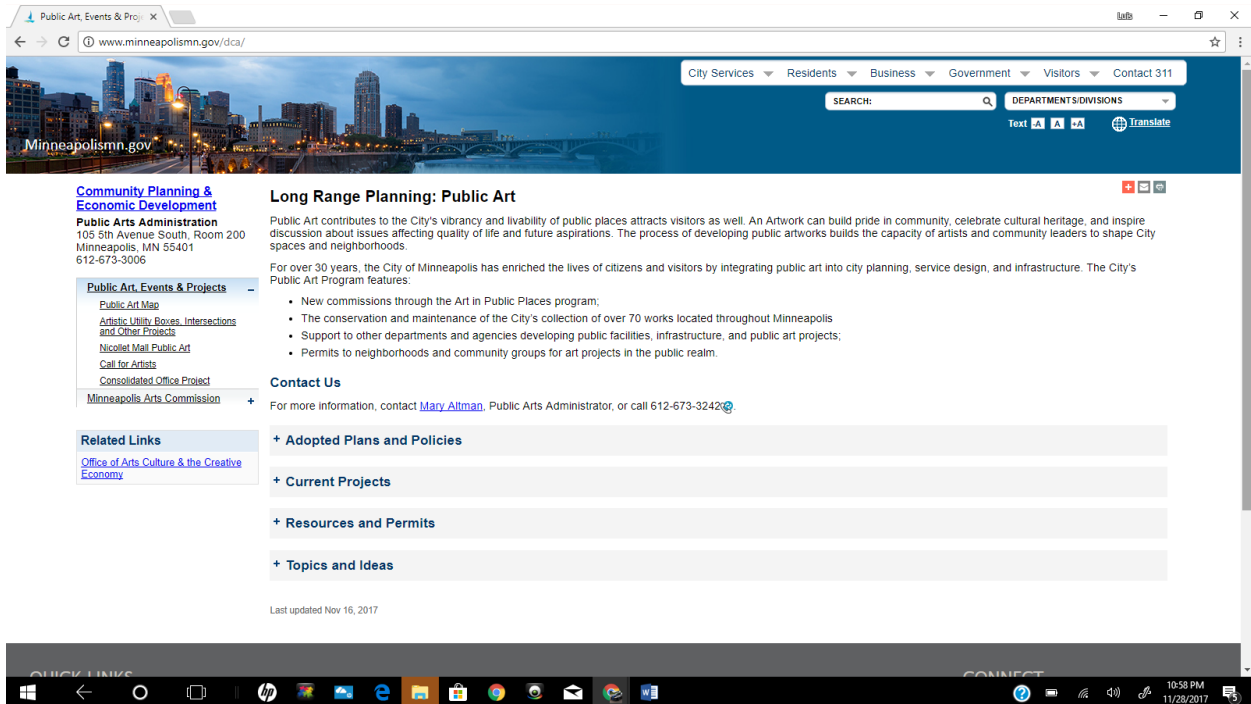 Public Art, Events & Proj
www.minneapolismn.gov/dca/
City Services Residents Business Government Visitors Contact 311
SEARCH: DEPARTMENTS/DIVISIONS
Text -A A +A Translate
Minneapolismn.gov
Community Planning &
Economic Development
Public Arts Administration
105 5th Avenue South, Room 200
Minneapolis, MN 55401
612-673-3006
Public Art, Events & Projects
Public Art Map
Artistic Utility Boxes, Intersections
and Other Projects
Nicollet Mall Public Art
Call for Artists
Consolidated Office Project
Minneapolis Arts Commission
Related Links
Office of Arts Culture & the Creative
Economy
Long Range Planning: Public Art
Public Art contributes to the City's vibrancy and livability of public places attracts visitors as well. An Artwork can build pride in community, celebrate cultural heritage, and inspire
discussion about issues affecting quality of life and future aspirations. The process of developing public artworks builds the capacity of artists and community leaders to shape City
spaces and neighborhoods.
For over 30 years, the City of Minneapolis has enriched the lives of citizens and visitors by integrating public art into city planning, service design, and infrastructure. The City's
Public Art Program features:
• New commissions through the Art in Public Places program;
• The conservation and maintenance of the City's collection of over 70 works located throughout Minneapolis
• Support to other departments and agencies developing public facilities, infrastructure, and public art projects;
• Permits to neighborhoods and community groups for art projects in the public realm.
Contact Us
For more information, contact Mary Altman, Public Arts Administrator, or call 612-673-3242.
+ Adopted Plans and Policies
+ Current Projects
+ Resources and Permits
+ Topics and Ideas
Last updated Nov 16, 2017
QUICK LINKS CONNECT
10:58 PM
11/28/2017
5